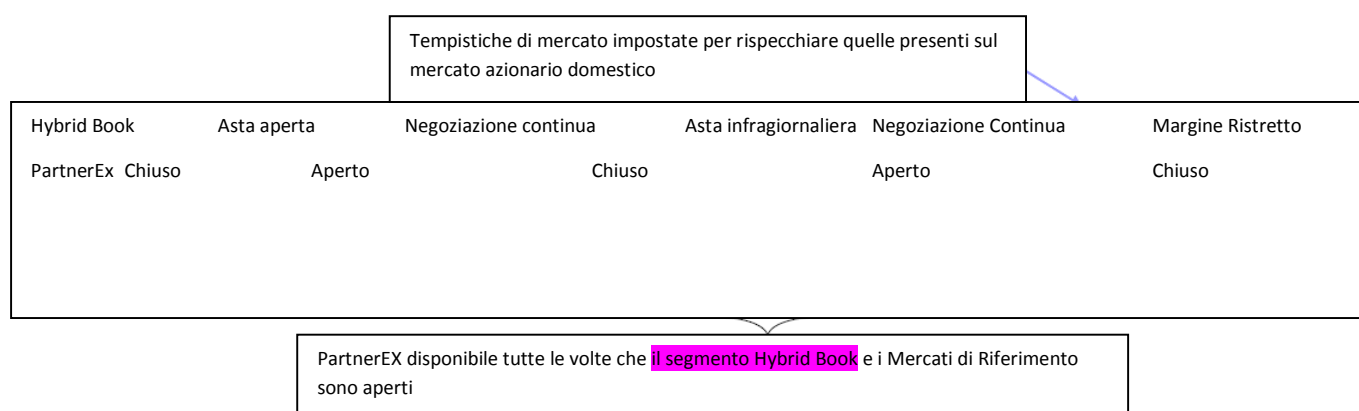 Tempistiche di mercato impostate per rispecchiare quelle presenti sul
mercato azionario domestico
Hybrid Book Asta aperta Negoziazione continua Asta infragiornaliera Negoziazione Continua Margine Ristretto
PartnerEx Chiuso Aperto Chiuso Aperto Chiuso
PartnerEX disponibile tutte le volte che il segmento Hybrid Book e i Mercati di Riferimento
sono aperti